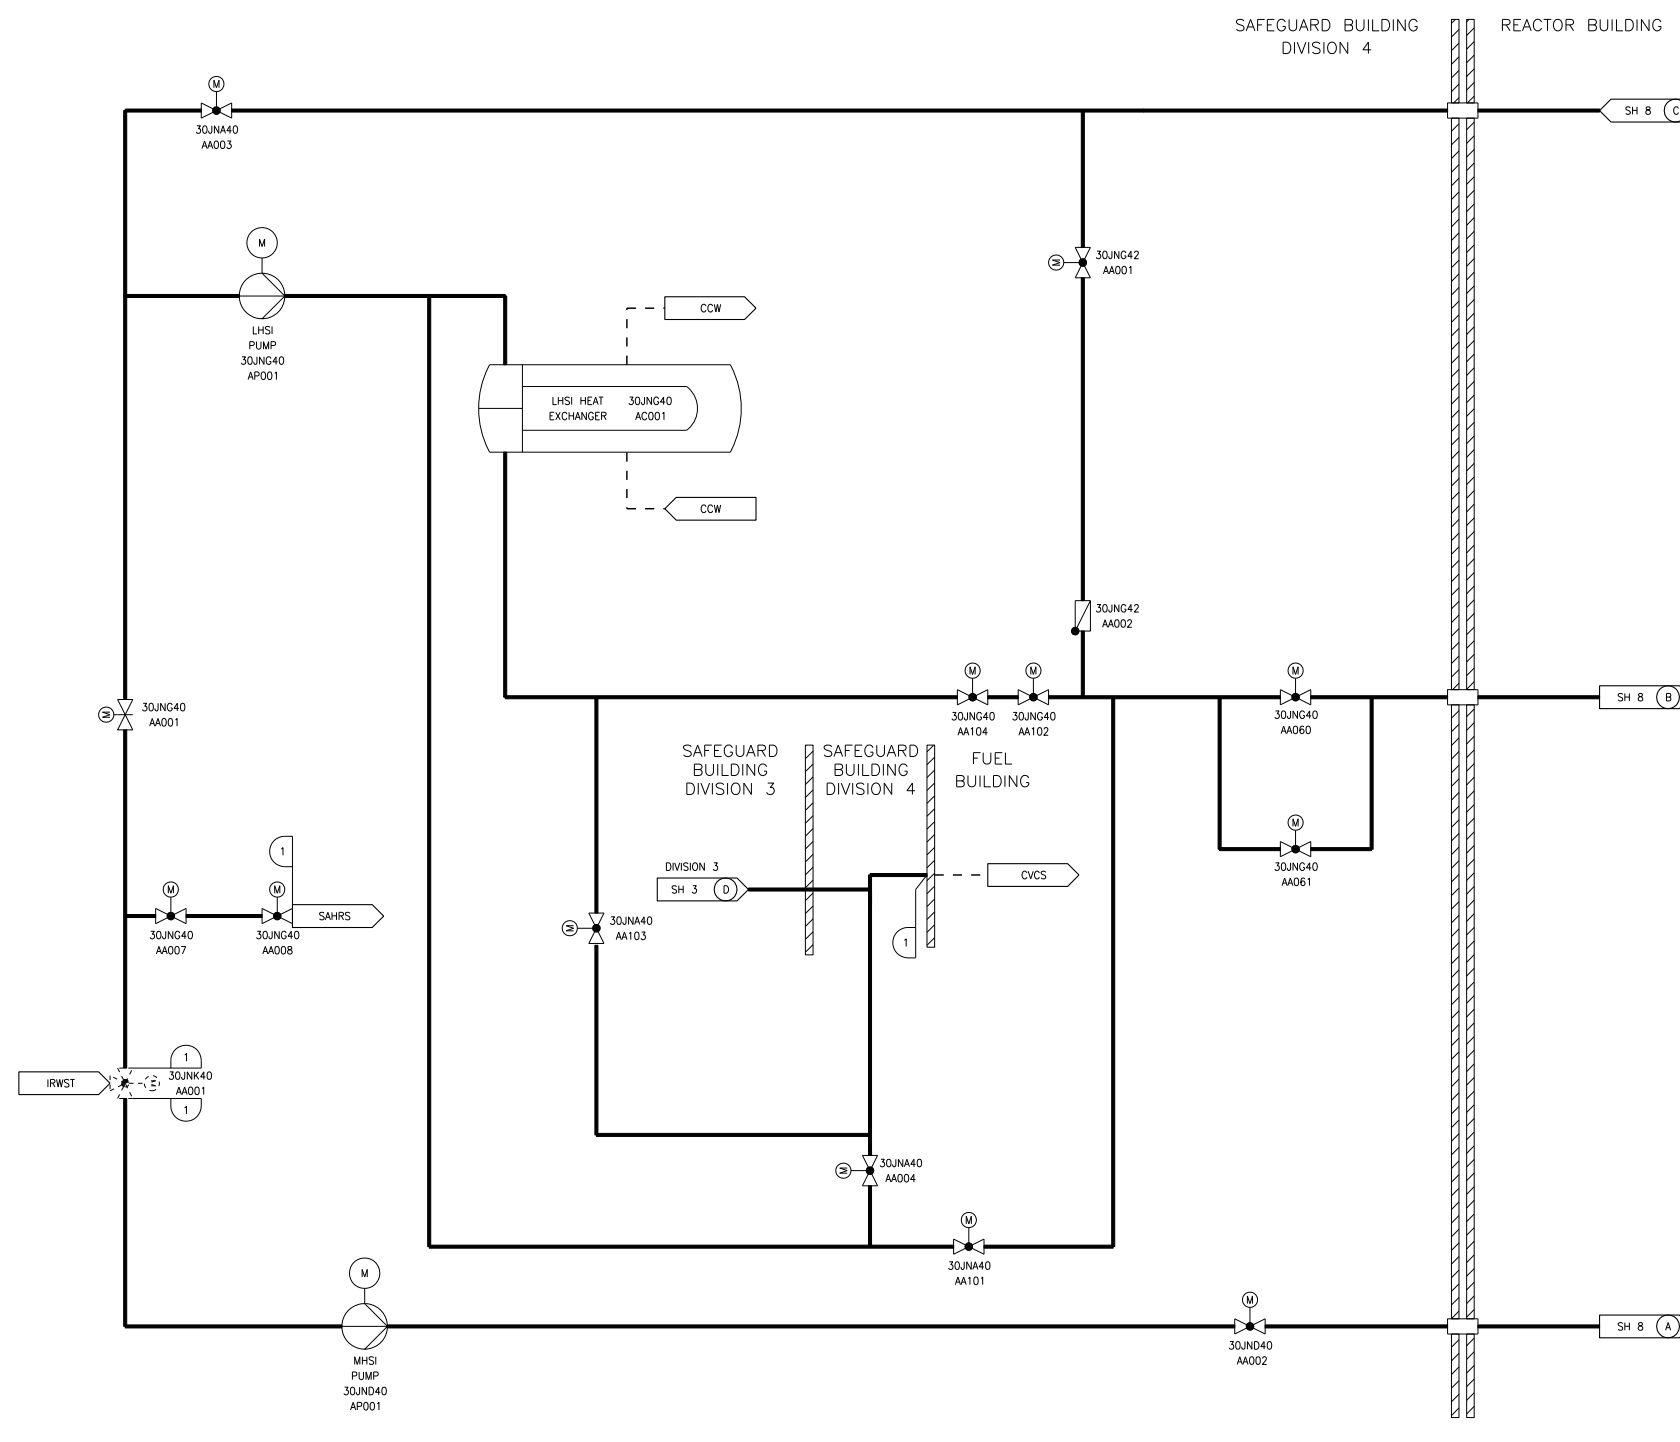 SAFEGUARD BUILDING
DIVISION 4
REACTOR BUILDING
M
30JNA40
AA003
SH 8 C
M
LHSI
PUMP
30JNG40
AP001
M
30JNG42
AA001
CCW
LHSI HEAT
EXCHANGER
30JNG40
AC001
CCW
30JNG42
AA002
M
30JNG40
AA104
M
30JNG40
AA102
M
30JNG40
AA060
SH 8 B
M
30JNG40
AA001
SAFEGUARD
BUILDING
DIVISION 3
SAFEGUARD
BUILDING
DIVISION 4
FUEL
BUILDING
M
30JNG40
AA061
1
M
30JNG40
AA007
M
30JNG40
AA008
SAHRS
DIVISION 3
SH 3 D
CVCS
M
30JNA40
AA103
1
IRWST
1
M
30JNK40
AA001
1
M
30JNA40
AA004
M
30JNA40
AA101
M
MHSI
PUMP
30JND40
AP001
M
30JND40
AA002
SH 8 A